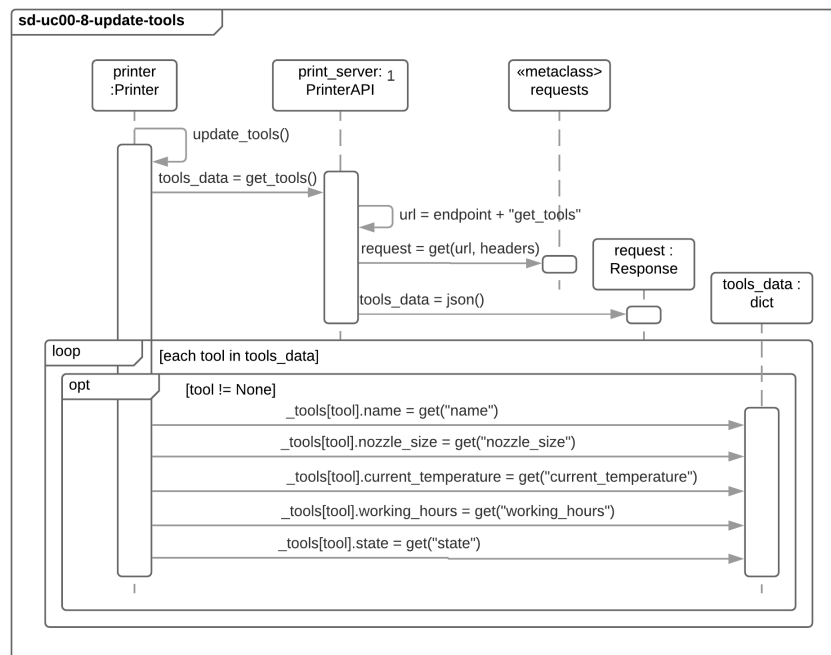 sd-uc00-8-update-tools
printer
:Printer
print_server: 1
PrinterAPI
«metaclass>
requests
update_tools()
tools_data = get_tools()
url = endpoint + "get_tools"
request = get(url, headers)
request :
Response
tools_data :
dict
tools_data = json()
loop
[each tool in tools_data]
opt
[tool != None]
_tools[tool].name = get("name")
_tools[tool].nozzle_size = get("nozzle_size")
_tools[tool].current_temperature = get("current_temperature")
_tools[tool].working_hours = get("working_hours")
_tools[tool].state = get("state")